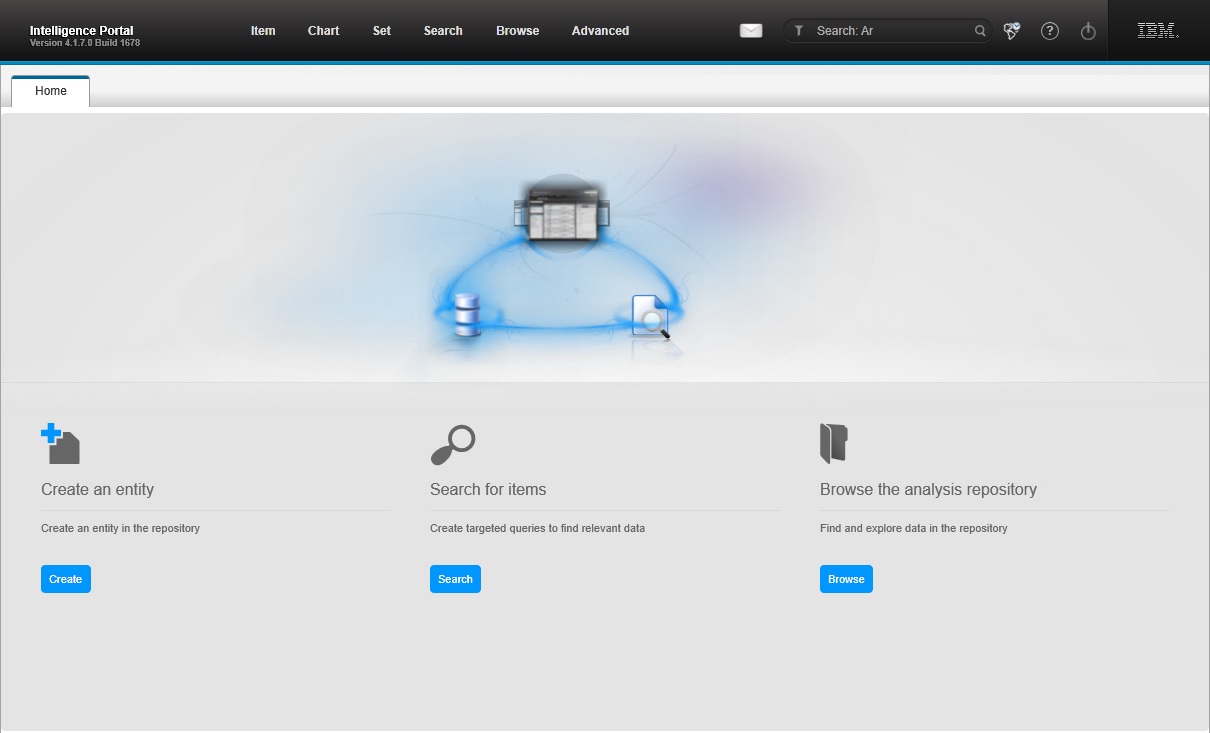 Intelligence Portal
Version 4.1.7.0 Build 1678
Item Chart Set Search Browse Advanced
Search: Ar
?
IBM.
Home
Create an entity
Create an entity in the repository
Create
Search for items
Create targeted queries to find relevant data
Search
Browse the analysis repository
Find and explore data in the repository
Browse